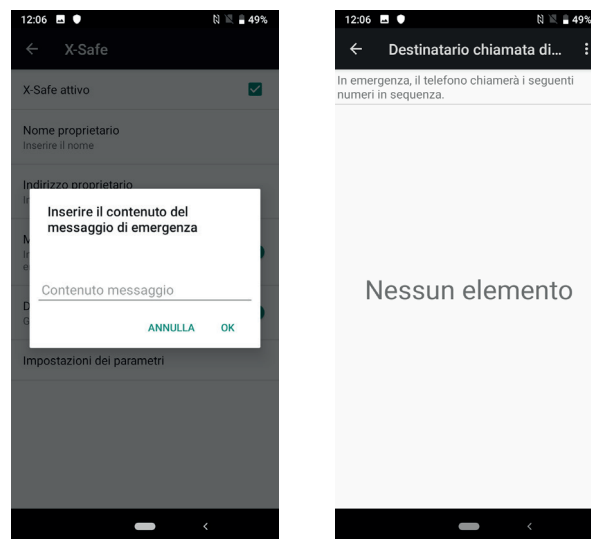 12:06
49%
X-Safe
X-Safe attivo
Nome proprietario
Inserire il nome
Indirizzo proprietario
Inserire il contenuto del
messaggio di emergenza
Contenuto messaggio
ANNULLA OK
Impostazioni dei parametri
12:06
49%
Destinatario chiamata di…
In emergenza, il telefono chiamerà i seguenti
numeri in sequenza.
Nessun elemento